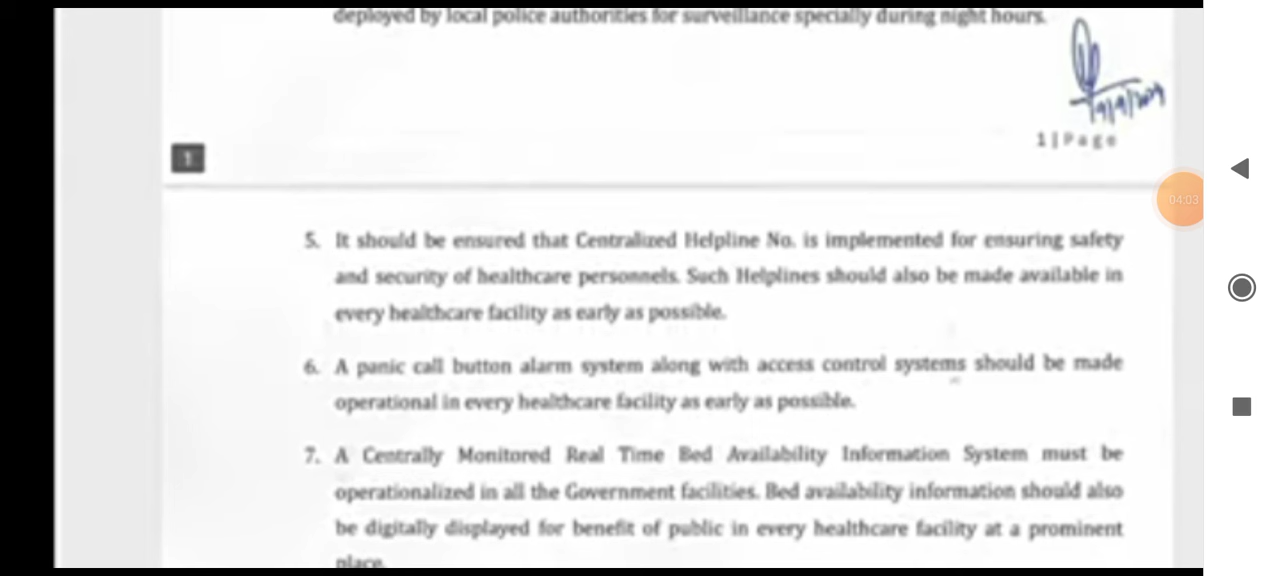 deployed by local police authorities for surveillance specially during night hours.
19/9/2024
1 | Page
1
04:03
5. It should be ensured that Centralized Helpline No. is implemented for ensuring safety
and security of healthcare personnels. Such Helplines should also be made available in
every healthcare facility as early as possible.
6. A panic call button alarm system along with access control systems should be made
operational in every healthcare facility as early as possible.
7. A Centrally Monitored Real Time Bed Availability Information System must be
operationalized in all the Government facilities. Bed availability information should also
be digitally displayed for benefit of public in every healthcare facility at a prominent
place.